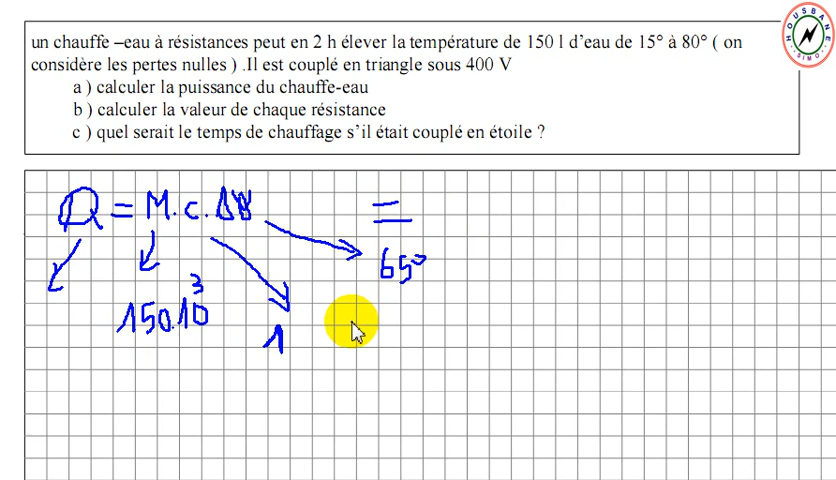 un chauffe –eau à résistances peut en 2 h élever la température de 150 l d'eau de 15° à 80° ( on
considère les pertes nulles ) .Il est couplé en triangle sous 400 V
a ) calculer la puissance du chauffe-eau
b ) calculer la valeur de chaque résistance
c ) quel serait le temps de chauffage s'il était couplé en étoile ?
HOUSBANE
SIMO
Q = M.c. Δ =
65°
150.10³
1